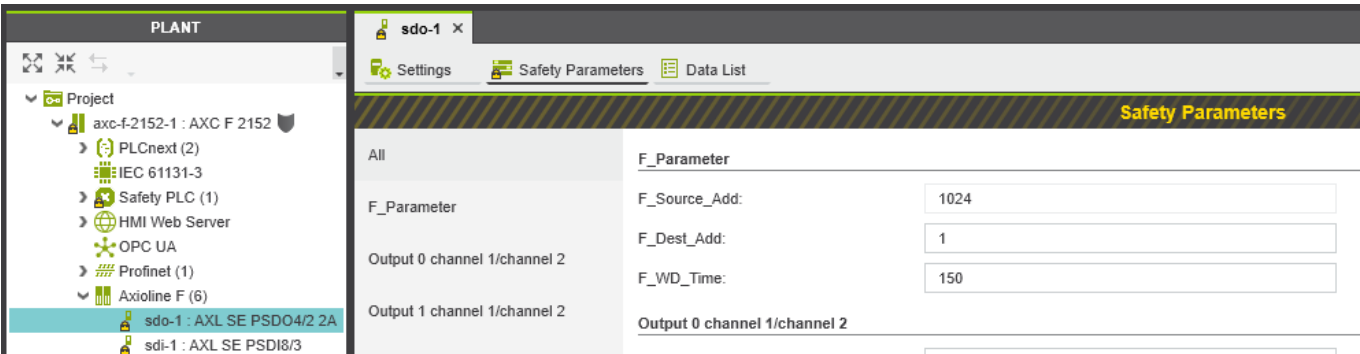 PLANT
Project
axc-f-2152-1 : AXC F 2152
PLCnext (2)
IEC 61131-3
Safety PLC (1)
HMI Web Server
OPC UA
Profinet (1)
Axioline F (6)
sdo-1 : AXL SE PSDO4/2 2A
sdi-1 : AXL SE PSDI8/3
sdo-1
Settings Safety Parameters Data List
Safety Parameters
All
F_Parameter
Output 0 channel 1/channel 2
Output 1 channel 1/channel 2
F_Parameter
F_Source_Add: 1024
F_Dest_Add: 1
F_WD_Time: 150
Output 0 channel 1/channel 2